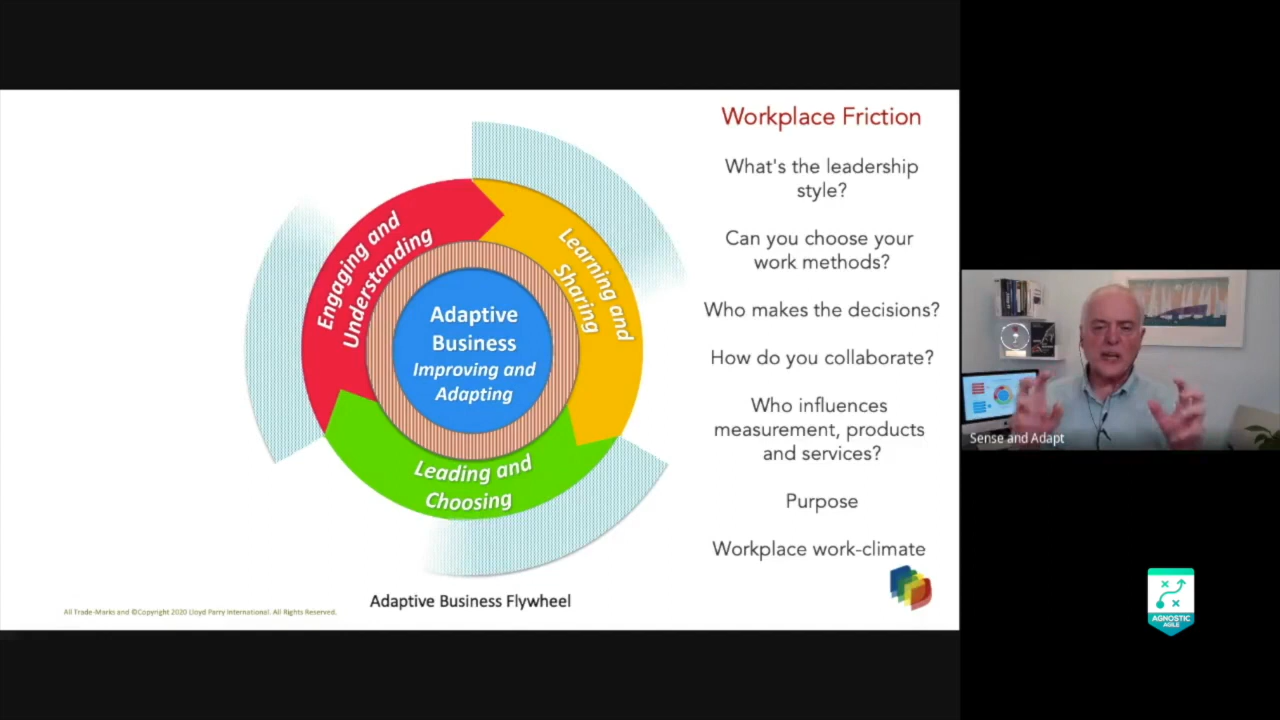 Workplace Friction
What's the leadership
style?
Can you choose your
work methods?
Who makes the decisions?
How do you collaborate?
Who influences
measurement, products
and services?
Purpose
Workplace work-climate
Engaging and
Understanding
Learning and
Sharing
Leading and
Choosing
Adaptive
Business
Improving and
Adapting
Adaptive Business Flywheel
All Trade-Marks and ©Copyright 2020 Lloyd Parry International. All Rights Reserved.
Sense and Adapt
AGNOSTIC
AGILE